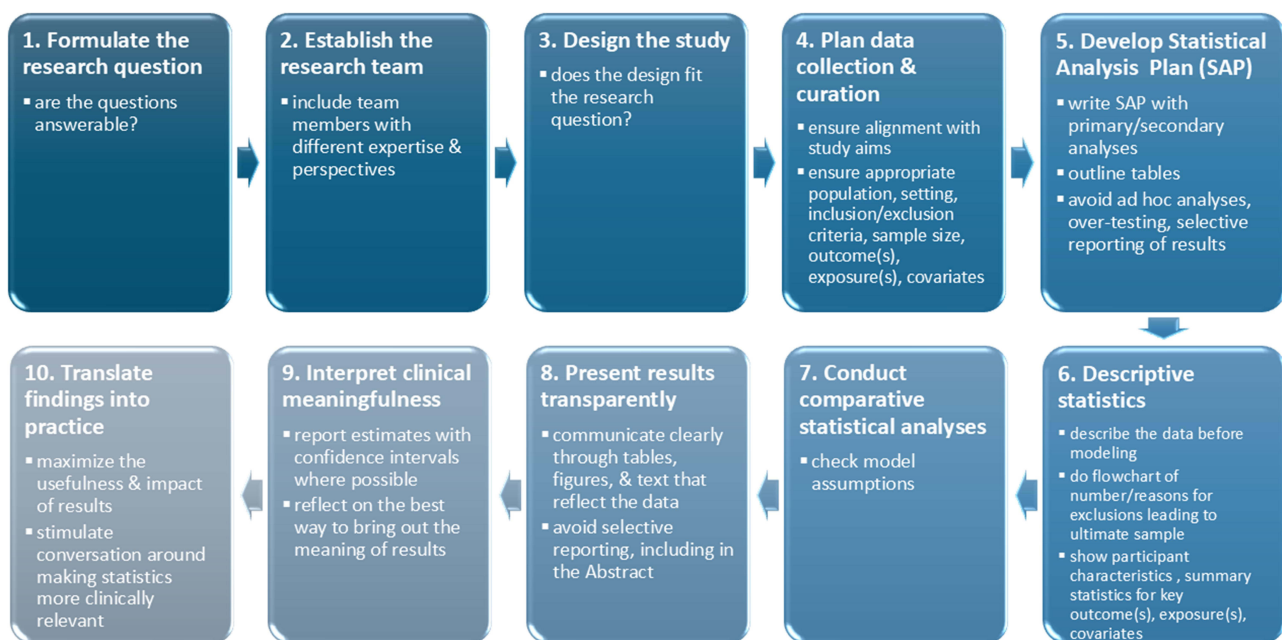 1. Formulate the
research question
▪ are the questions
answerable?
2. Establish the
research team
▪ include team
members with
different expertise &
perspectives
3. Design the study
▪ does the design fit
the research
question?
4. Plan data
collection &
curation
▪ ensure alignment with
study aims
▪ ensure appropriate
population, setting,
inclusion/exclusion
criteria, sample size,
outcome(s),
exposure(s), covariates
5. Develop Statistical
Analysis Plan (SAP)
▪ write SAP with
primary/secondary
analyses
▪ outline tables
▪ avoid ad hoc analyses,
over-testing, selective
reporting of results
6. Descriptive
statistics
▪ describe the data before
modeling
▪ do flowchart of
number/reasons for
exclusions leading to
ultimate sample
▪ show participant
characteristics , summary
statistics for key
outcome(s), exposure(s),
covariates
7. Conduct
comparative
statistical analyses
▪ check model
assumptions
8. Present results
transparently
▪ communicate clearly
through tables,
figures, & text that
reflect the data
▪ avoid selective
reporting, including in
the Abstract
9. Interpret clinical
meaningfulness
▪ report estimates with
confidence intervals
where possible
▪ reflect on the best
way to bring out the
meaning of results
10. Translate
findings into
practice
▪ maximize the
usefulness & impact
of results
▪ stimulate
conversation around
making statistics
more clinically
relevant